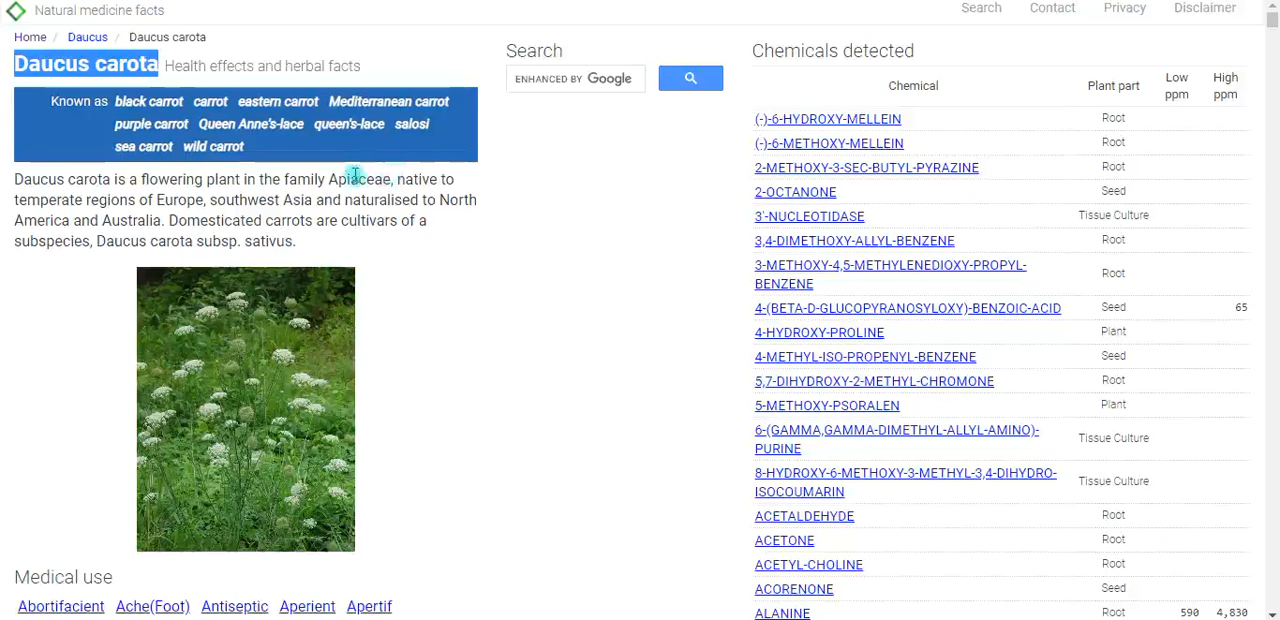 Natural medicine facts
Search Contact Privacy Disclaimer
Home / Daucus / Daucus carota
Daucus carota Health effects and herbal facts
Known as black carrot carrot eastern carrot Mediterranean carrot
purple carrot Queen Anne's-lace queen's-lace salosi
sea carrot wild carrot
Daucus carota is a flowering plant in the family Apiaceae, native to
temperate regions of Europe, southwest Asia and naturalised to North
America and Australia. Domesticated carrots are cultivars of a
subspecies, Daucus carota subsp. sativus.
Medical use
Abortifacient Ache(Foot) Antiseptic Aperient Apertif
Search
ENHANCED BY Google
Chemicals detected
Chemical Plant part Low ppm High ppm
(-)-6-HYDROXY-MELLEIN Root
(-)-6-METHOXY-MELLEIN Root
2-METHOXY-3-SEC-BUTYL-PYRAZINE Root
2-OCTANONE Seed
3'-NUCLEOTIDASE Tissue Culture
3,4-DIMETHOXY-ALLYL-BENZENE Root
3-METHOXY-4,5-METHYLENEDIOXY-PROPYL-
BENZENE Root
4-(BETA-D-GLUCOPYRANOSYLOXY)-BENZOIC-ACID Seed 65
4-HYDROXY-PROLINE Plant
4-METHYL-ISO-PROPENYL-BENZENE Seed
5,7-DIHYDROXY-2-METHYL-CHROMONE Root
5-METHOXY-PSORALEN Plant
6-(GAMMA,GAMMA-DIMETHYL-ALLYL-AMINO)-
PURINE Tissue Culture
8-HYDROXY-6-METHOXY-3-METHYL-3,4-DIHYDRO-
ISOCOUMARIN Tissue Culture
ACETALDEHYDE Root
ACETONE Root
ACETYL-CHOLINE Root
ACORENONE Seed
ALANINE Root 590 4,830